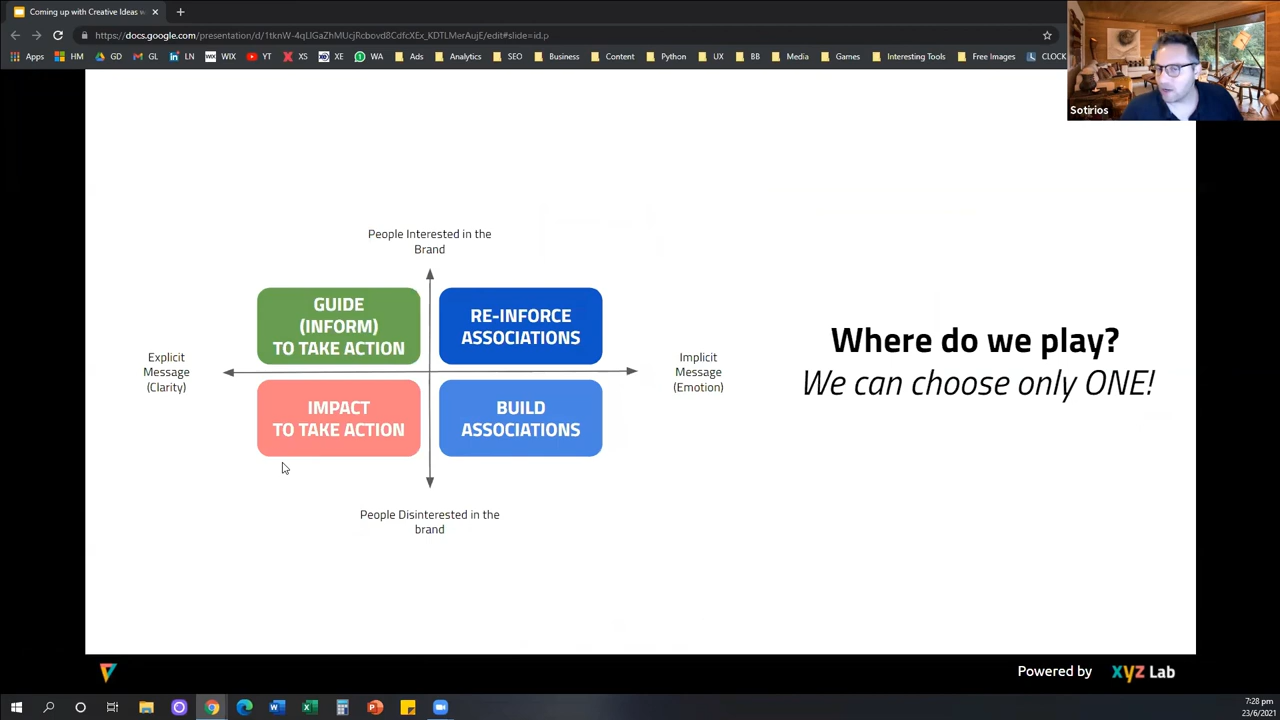 Coming up with Creative Ideas w
https://docs.google.com/presentation/d/1tknW-4qLlGaZhMUcjRcbovd8CdfcXEx_KDTLMerAujE/edit#slide=id.p
Apps HM GD GL LN WIX WIX YT XS XE WA Ads Analytics SEO Business Content Python UX BB Media Games Interesting Tools Free Images CLOCK
Sotirios
People Interested in the
Brand
GUIDE
(INFORM)
TO TAKE ACTION
RE-INFORCE
ASSOCIATIONS
Explicit
Message
(Clarity)
Implicit
Message
(Emotion)
IMPACT
TO TAKE ACTION
BUILD
ASSOCIATIONS
People Disinterested in the
brand
Where do we play?
We can choose only ONE!
Powered by XYZ Lab
7:28 pm
23/6/2021